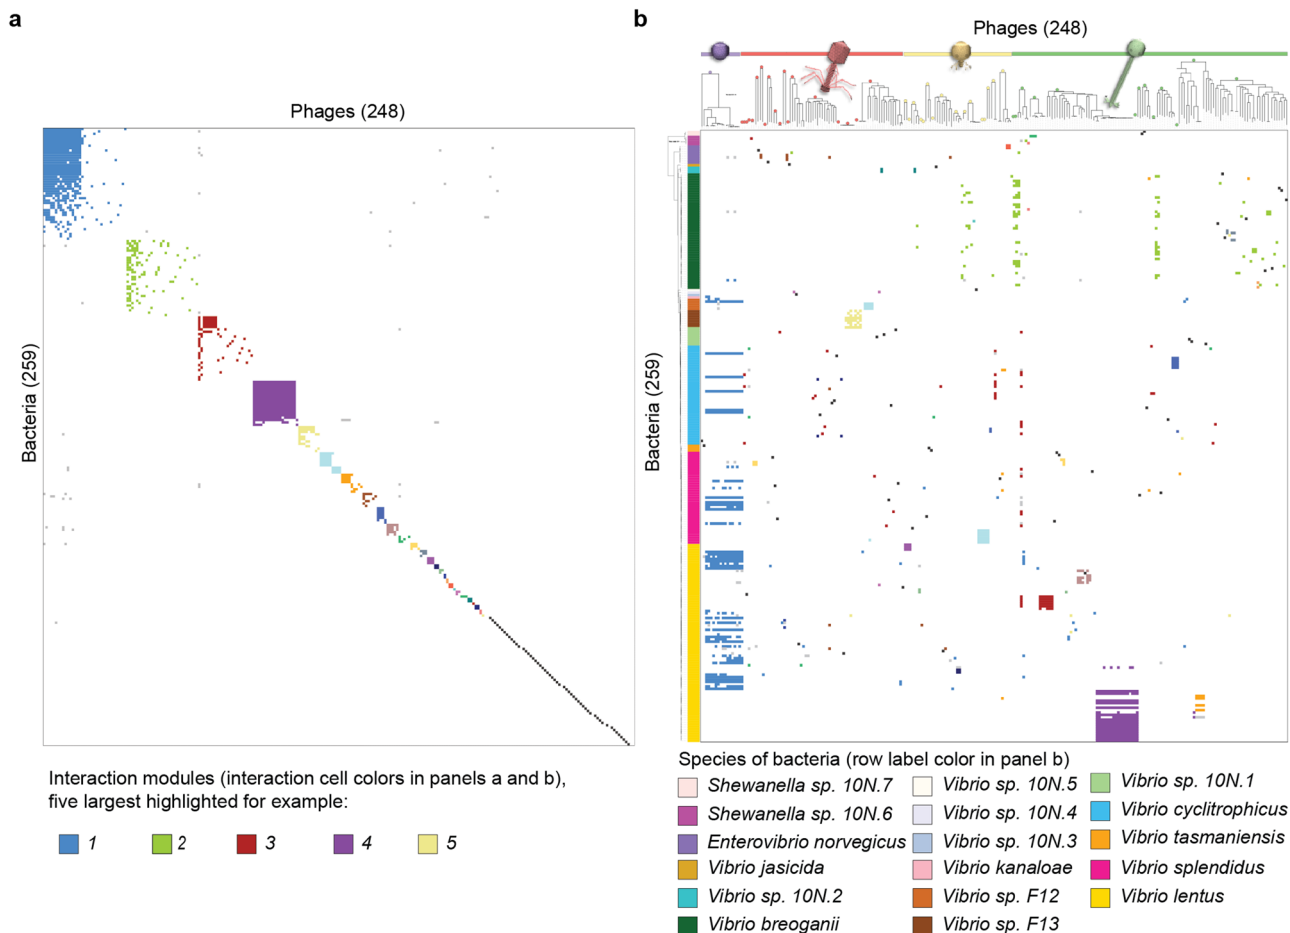 a
Phages (248)
Bacteria (259)
Interaction modules (interaction cell colors in panels a and b),
five largest highlighted for example:
1
2
3
4
5
b
Phages (248)
Bacteria (259)
Species of bacteria (row label color in panel b)
Shewanella sp. 10N.7
Shewanella sp. 10N.6
Enterovibrio norvegicus
Vibrio jasicida
Vibrio sp. 10N.2
Vibrio breoganii
Vibrio sp. 10N.5
Vibrio sp. 10N.4
Vibrio sp. 10N.3
Vibrio kanaloae
Vibrio sp. F12
Vibrio sp. F13
Vibrio sp. 10N.1
Vibrio cyclitrophicus
Vibrio tasmaniensis
Vibrio splendidus
Vibrio lentus